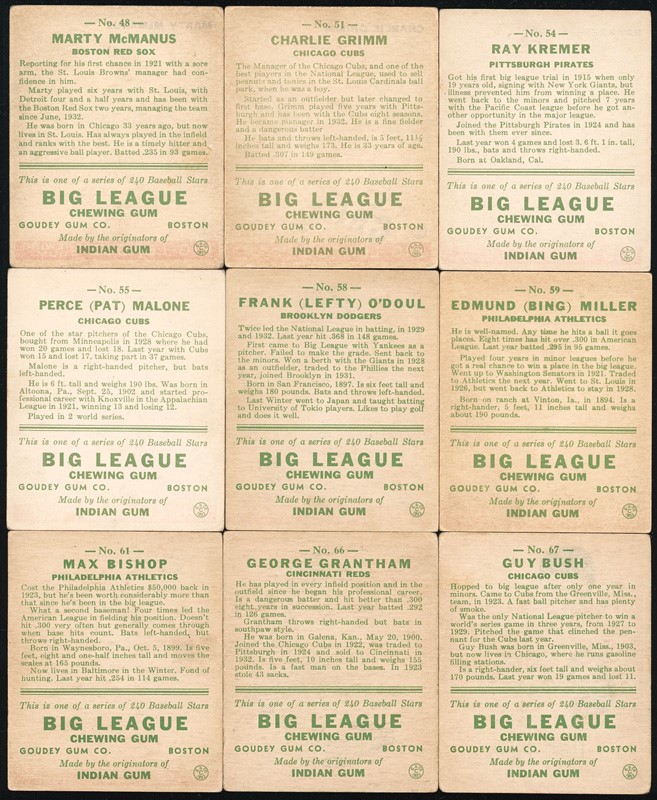 — No. 48 —
MARTY McMANUS
BOSTON RED SOX
Reporting for his first chance in 1921 with a sore
arm, the St. Louis Browns' manager had con-
fidence in him.
Marty played six years with St. Louis, with
Detroit four and a half years and has been with
the Boston Red Sox two years, managing the team
since June, 1932.
He was born in Chicago 33 years ago, but now
lives in St. Louis. Has always played in the infield
and ranks with the best. He is a timely hitter and
an aggressive ball player. Batted .235 in 93 games.
This is one of a series of 240 Baseball Stars
BIG LEAGUE
CHEWING GUM
GOUDEY GUM CO. BOSTON
Made by the originators of
INDIAN GUM
— No. 51 —
CHARLIE GRIMM
CHICAGO CUBS
The Manager of the Chicago Cubs, and one of the
best players in the National League, used to sell
peanuts and tonics in the St. Louis Cardinals ball
park, when he was a boy.
Started as an outfielder but later changed to
first base. Grimm played five years with Pitts-
burgh and has been with the Cubs eight seasons.
He became manager in 1932. He is a fine fielder
and a dangerous batter
He bats and throws left-handed, is 5 feet, 11½
inches tall and weighs 173. He is 33 years of age.
Batted .307 in 149 games.
This is one of a series of 240 Baseball Stars
BIG LEAGUE
CHEWING GUM
GOUDEY GUM CO. BOSTON
Made by the originators of
INDIAN GUM
— No. 54 —
RAY KREMER
PITTSBURGH PIRATES
Got his first big league trial in 1915 when only
19 years old, signing with New York Giants, but
illness prevented him from winning a place. He
went back to the minors and pitched 7 years
with the Pacific Coast league before he got an-
other opportunity in the major league.
Joined the Pittsburgh Pirates in 1924 and has
been with them ever since.
Last year won 4 games and lost 3. 6 ft. 1 in. tall,
190 lbs., bats and throws right-handed.
Born at Oakland, Cal.
This is one of a series of 240 Baseball Stars
BIG LEAGUE
CHEWING GUM
GOUDEY GUM CO. BOSTON
Made by the originators of
INDIAN GUM
— No. 55 —
PERCE (PAT) MALONE
CHICAGO CUBS
One of the star pitchers of the Chicago Cubs,
bought from Minneapolis in 1928 where he had
won 20 games and lost 18. Last year with Cubs
won 15 and lost 17, taking part in 37 games.
Malone is a right-handed pitcher, but bats
left-handed.
He is 6 ft. tall and weighs 190 lbs. Was born in
Altoona, Pa., Sept. 25, 1902 and started pro-
fessional career with Knoxville in the Appalachian
League in 1921, winning 13 and losing 12.
Played in 2 world series.
This is one of a series of 240 Baseball Stars
BIG LEAGUE
CHEWING GUM
GOUDEY GUM CO. BOSTON
Made by the originators of
INDIAN GUM
— No. 58 —
FRANK (LEFTY) O'DOUL
BROOKLYN DODGERS
Twice led the National League in batting, in 1929
and 1932. Last year hit .368 in 148 games.
First came to Big League with Yankees as a
pitcher. Failed to make the grade. Sent back to
the minors. Won a berth with the Giants in 1928
as an outfielder, traded to the Phillies the next
year, joined Brooklyn in 1931.
Born in San Francisco, 1897. Is six feet tall and
weighs 180 pounds. Bats and throws left-handed.
Last Winter went to Japan and taught batting
to University of Tokio players. Likes to play golf
and does it well.
This is one of a series of 240 Baseball Stars
BIG LEAGUE
CHEWING GUM
GOUDEY GUM CO. BOSTON
Made by the originators of
INDIAN GUM
— No. 59 —
EDMUND (BING) MILLER
PHILADELPHIA ATHLETICS
He is well-named. Any time he hits a ball it goes
places. Eight times has hit over .300 in American
League. Last year batted .295 in 95 games.
Played four years in minor leagues before he
got a real chance to win a place in the big league.
Went up to Washington Senators in 1921. Traded
to Athletics the next year. Went to St. Louis in
1926, but went back to Athletics to stay in 1928.
Born on ranch at Vinton, Ia., in 1894. Is a
right-hander, 5 feet, 11 inches tall and weighs
about 190 pounds.
This is one of a series of 240 Baseball Stars
BIG LEAGUE
CHEWING GUM
GOUDEY GUM CO. BOSTON
Made by the originators of
INDIAN GUM
— No. 61 —
MAX BISHOP
PHILADELPHIA ATHLETICS
Cost the Philadelphia Athletics $50,000 back in
1923, but he's been worth considerably more than
that since he's been in the big league.
What a second baseman! Four times led the
American League in fielding his position. Doesn't
hit .300 very often but generally comes through
when base hits count. Bats left-handed, but
throws right-handed.
Born in Waynesboro, Pa., Oct. 5, 1899. Is five
feet, eight and one-half inches tall and moves the
scales at 165 pounds.
Now lives in Baltimore in the Winter. Fond of
hunting. Last year hit .254 in 114 games.
This is one of a series of 240 Baseball Stars
BIG LEAGUE
CHEWING GUM
GOUDEY GUM CO. BOSTON
Made by the originators of
INDIAN GUM
— No. 66 —
GEORGE GRANTHAM
CINCINNATI REDS
He has played in every infield position and in the
outfield since he began his professional career.
Is a dangerous batter and hit better than .300
eight years in succession. Last year batted .292
in 126 games.
Grantham throws right-handed but bats in
southpaw style.
He was born in Galena, Kan., May 20, 1900.
Joined the Chicago Cubs in 1922, was traded to
Pittsburgh in 1924 and sold to Cincinnati in
1932. Is five feet, 10 inches tall and weighs 155
pounds. Is a fast man on the bases. In 1923
stole 43 sacks.
This is one of a series of 240 Baseball Stars
BIG LEAGUE
CHEWING GUM
GOUDEY GUM CO. BOSTON
Made by the originators of
INDIAN GUM
— No. 67 —
GUY BUSH
CHICAGO CUBS
Hopped to big league after only one year in
minors. Came to Cubs from the Greenville, Miss.,
team, in 1923. A fast ball pitcher and has plenty
of smoke.
Was the only National League pitcher to win a
world's series game in three years, from 1927 to
1929. Pitched the game that clinched the pen-
nant for the Cubs last year.
Guy Bush was born in Greenville, Miss., 1903,
but now lives in Chicago, where he runs gasoline
filling stations.
Is a right-hander, six feet tall and weighs about
170 pounds. Last year won 19 games and lost 11.
This is one of a series of 240 Baseball Stars
BIG LEAGUE
CHEWING GUM
GOUDEY GUM CO. BOSTON
Made by the originators of
INDIAN GUM